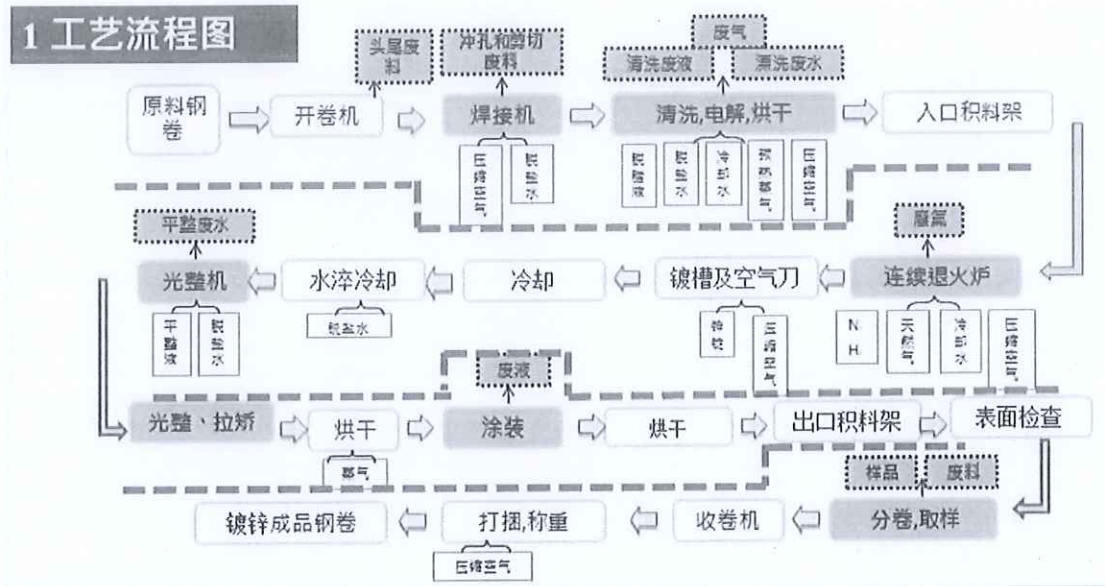 1 工艺流程图
头尾废
料
冲孔和剪切
废料
废气
清洗废液
漂洗废水
原料钢
卷
开卷机
焊接机
清洗,电解,烘干
入口积料架
压缩空气
脱盐水
脱脂液
脱盐水
冷却水
压缩空气
平整废水
光整机
水淬冷却
冷却
镀槽及空气刀
连续退火炉
平整液
脱盐水
脱盐水
锌锭
压缩空气
N
H₂
天然气
冷却水
压缩空气
废液
光整、拉矫
烘干
涂装
烘干
出口积料架
表面检查
蒸气
样品
废料
镀锌成品钢卷
打捆,称重
收卷机
分卷,取样
压缩空气